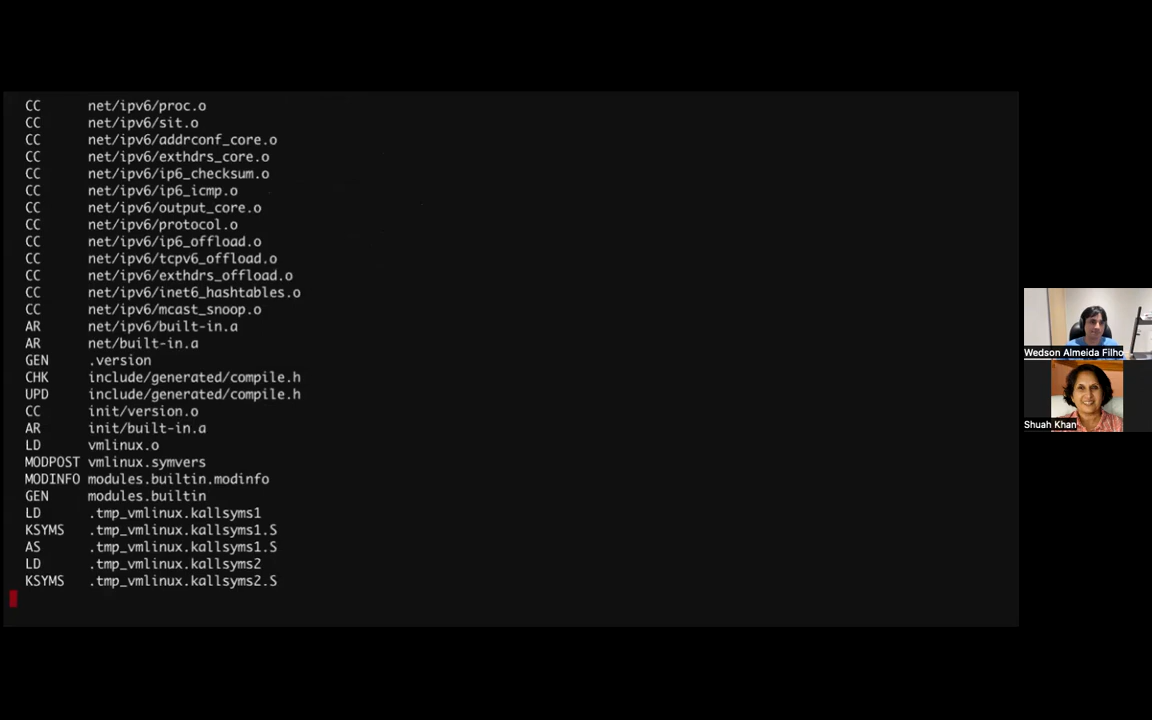 CC net/ipv6/proc.o
CC net/ipv6/sit.o
CC net/ipv6/addrconf_core.o
CC net/ipv6/exthdrs_core.o
CC net/ipv6/ip6_checksum.o
CC net/ipv6/ip6_icmp.o
CC net/ipv6/output_core.o
CC net/ipv6/protocol.o
CC net/ipv6/ip6_offload.o
CC net/ipv6/tcpv6_offload.o
CC net/ipv6/exthdrs_offload.o
CC net/ipv6/inet6_hashtables.o
CC net/ipv6/mcast_snoop.o
AR net/ipv6/built-in.a
AR net/built-in.a
GEN .version
CHK include/generated/compile.h
UPD include/generated/compile.h
CC init/version.o
AR init/built-in.a
LD vmlinux.o
MODPOST vmlinux.symvers
MODINFO modules.builtin.modinfo
GEN modules.builtin
LD .tmp_vmlinux.kallsyms1
KSYMS .tmp_vmlinux.kallsyms1.S
AS .tmp_vmlinux.kallsyms1.S
LD .tmp_vmlinux.kallsyms2
KSYMS .tmp_vmlinux.kallsyms2.S
Wedson Almeida Filho
Shuah Khan